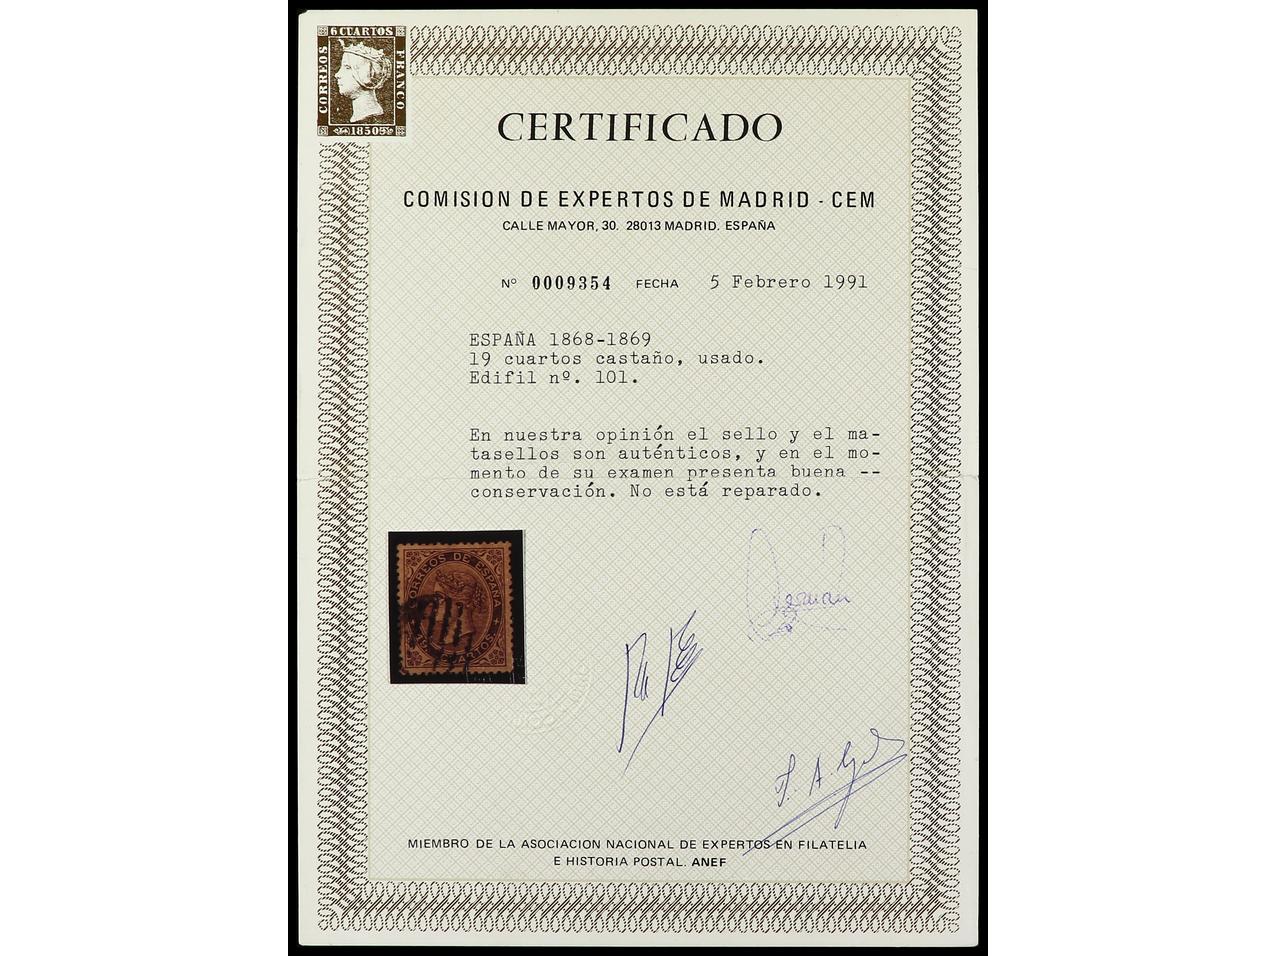 6 CUARTOS
CORREOS
FRANCO
1850
CERTIFICADO
COMISION DE EXPERTOS DE MADRID - CEM
CALLE MAYOR, 30. 28013 MADRID. ESPAÑA
Nº 0009354 FECHA 5 Febrero 1991
ESPAÑA 1868-1869
19 cuartos castaño, usado.
Edifil nº. 101.
En nuestra opinión el sello y el ma-
tasellos son auténticos, y en el mo-
mento de su examen presenta buena --
conservación. No está reparado.
CORREOS DE ESPAÑA
MIEMBRO DE LA ASOCIACION NACIONAL DE EXPERTOS EN FILATELIA
E HISTORIA POSTAL. ANEF